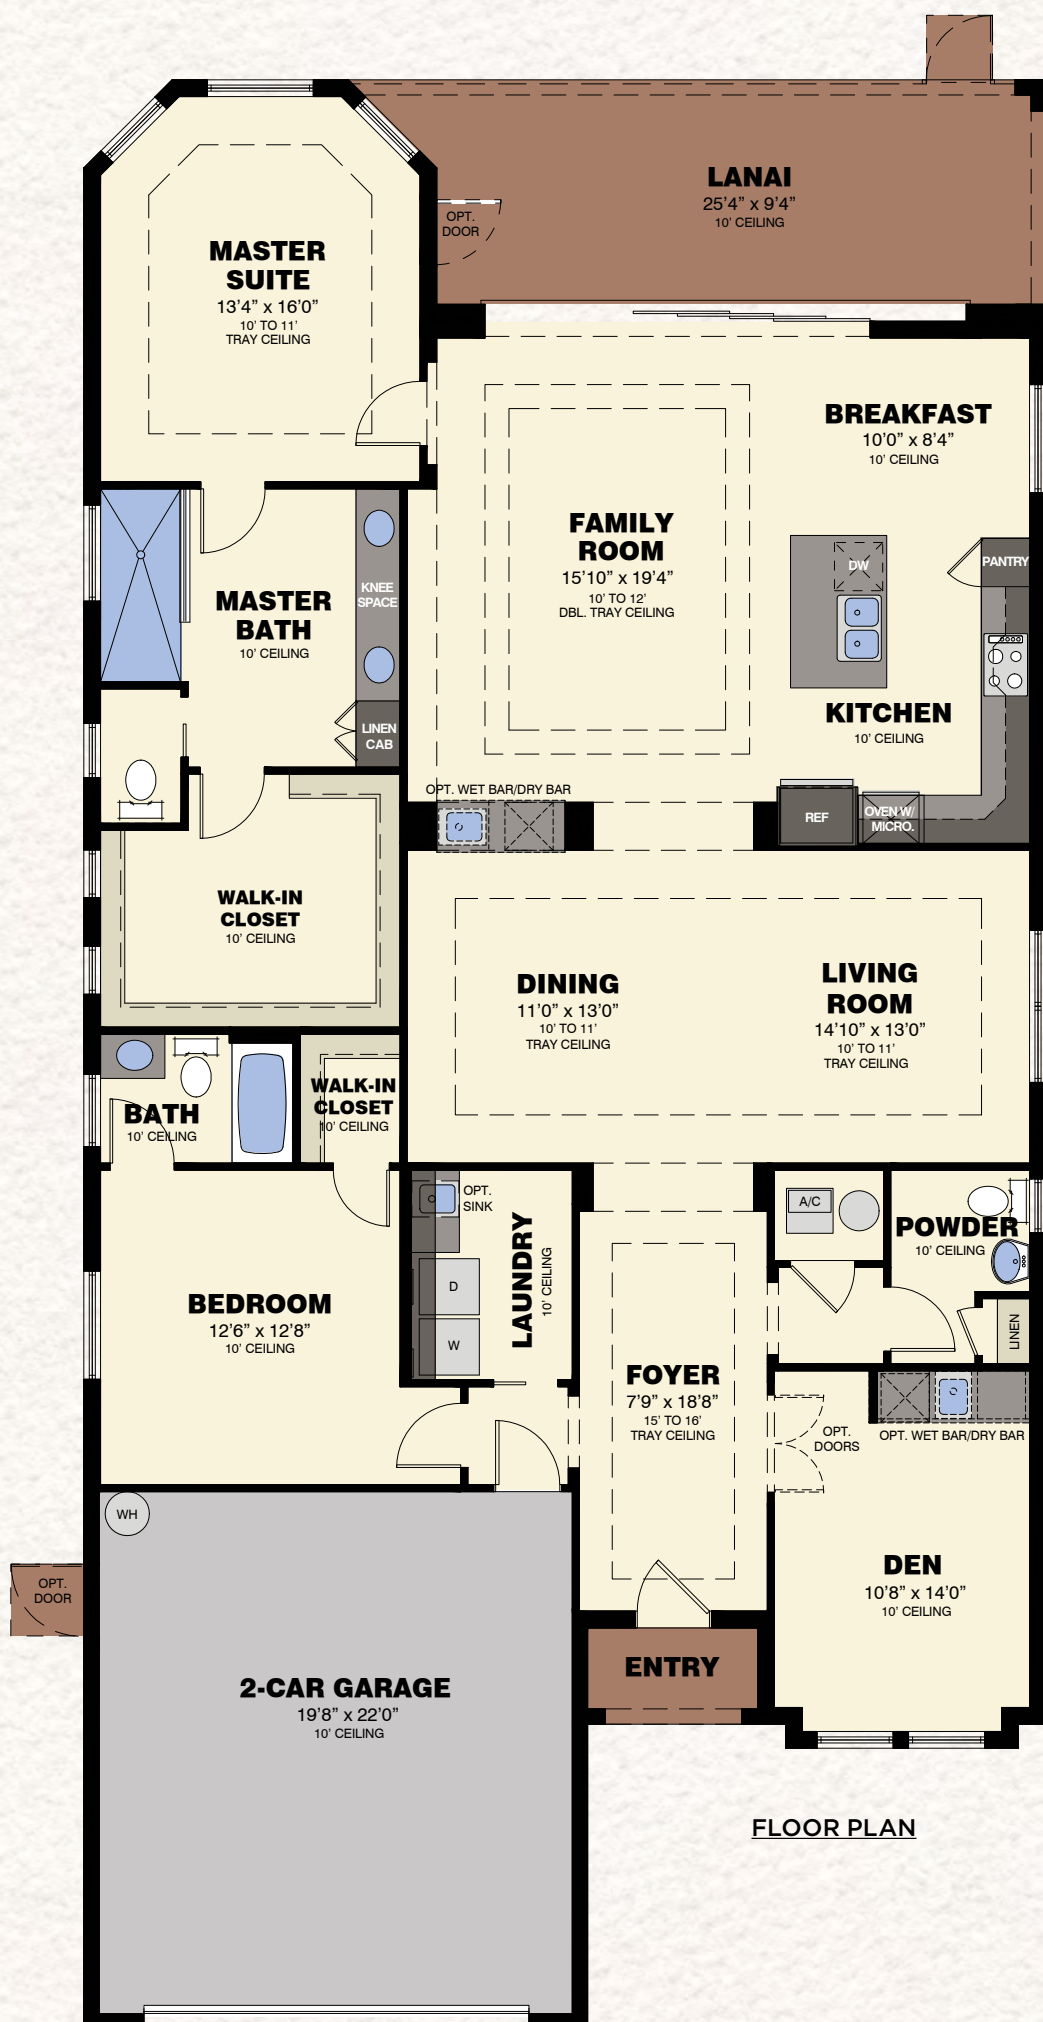 LANAI
25'4" x 9'4"
10' CEILING
OPT.
DOOR
MASTER
SUITE
13'4" x 16'0"
10' TO 11'
TRAY CEILING
BREAKFAST
10'0" x 8'4"
10' CEILING
FAMILY
ROOM
15'10" x 19'4"
10' TO 12'
DBL. TRAY CEILING
DW
PANTRY
KNEE
SPACE
MASTER
BATH
10' CEILING
LINEN
CAB
KITCHEN
10' CEILING
OPT. WET BAR/DRY BAR
REF
OVEN W/
MICRO.
WALK-IN
CLOSET
10' CEILING
DINING
11'0" x 13'0"
10' TO 11'
TRAY CEILING
LIVING
ROOM
14'10" x 13'0"
10' TO 11'
TRAY CEILING
BATH
10' CEILING
WALK-IN
CLOSET
10' CEILING
OPT.
SINK
LAUNDRY
10' CEILING
D
W
A/C
POWDER
10' CEILING
LINEN
BEDROOM
12'6" x 12'8"
10' CEILING
FOYER
7'9" x 18'8"
15' TO 16'
TRAY CEILING
OPT.
DOORS
OPT. WET BAR/DRY BAR
WH
OPT.
DOOR
DEN
10'8" x 14'0"
10' CEILING
ENTRY
2-CAR GARAGE
19'8" x 22'0"
10' CEILING
FLOOR PLAN